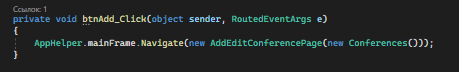 Ссылок: 1
private void btnAdd_Click(object sender, RoutedEventArgs e)
{
AppHelper.mainFrame.Navigate(new AddEditConferencePage(new Conferences()));
}